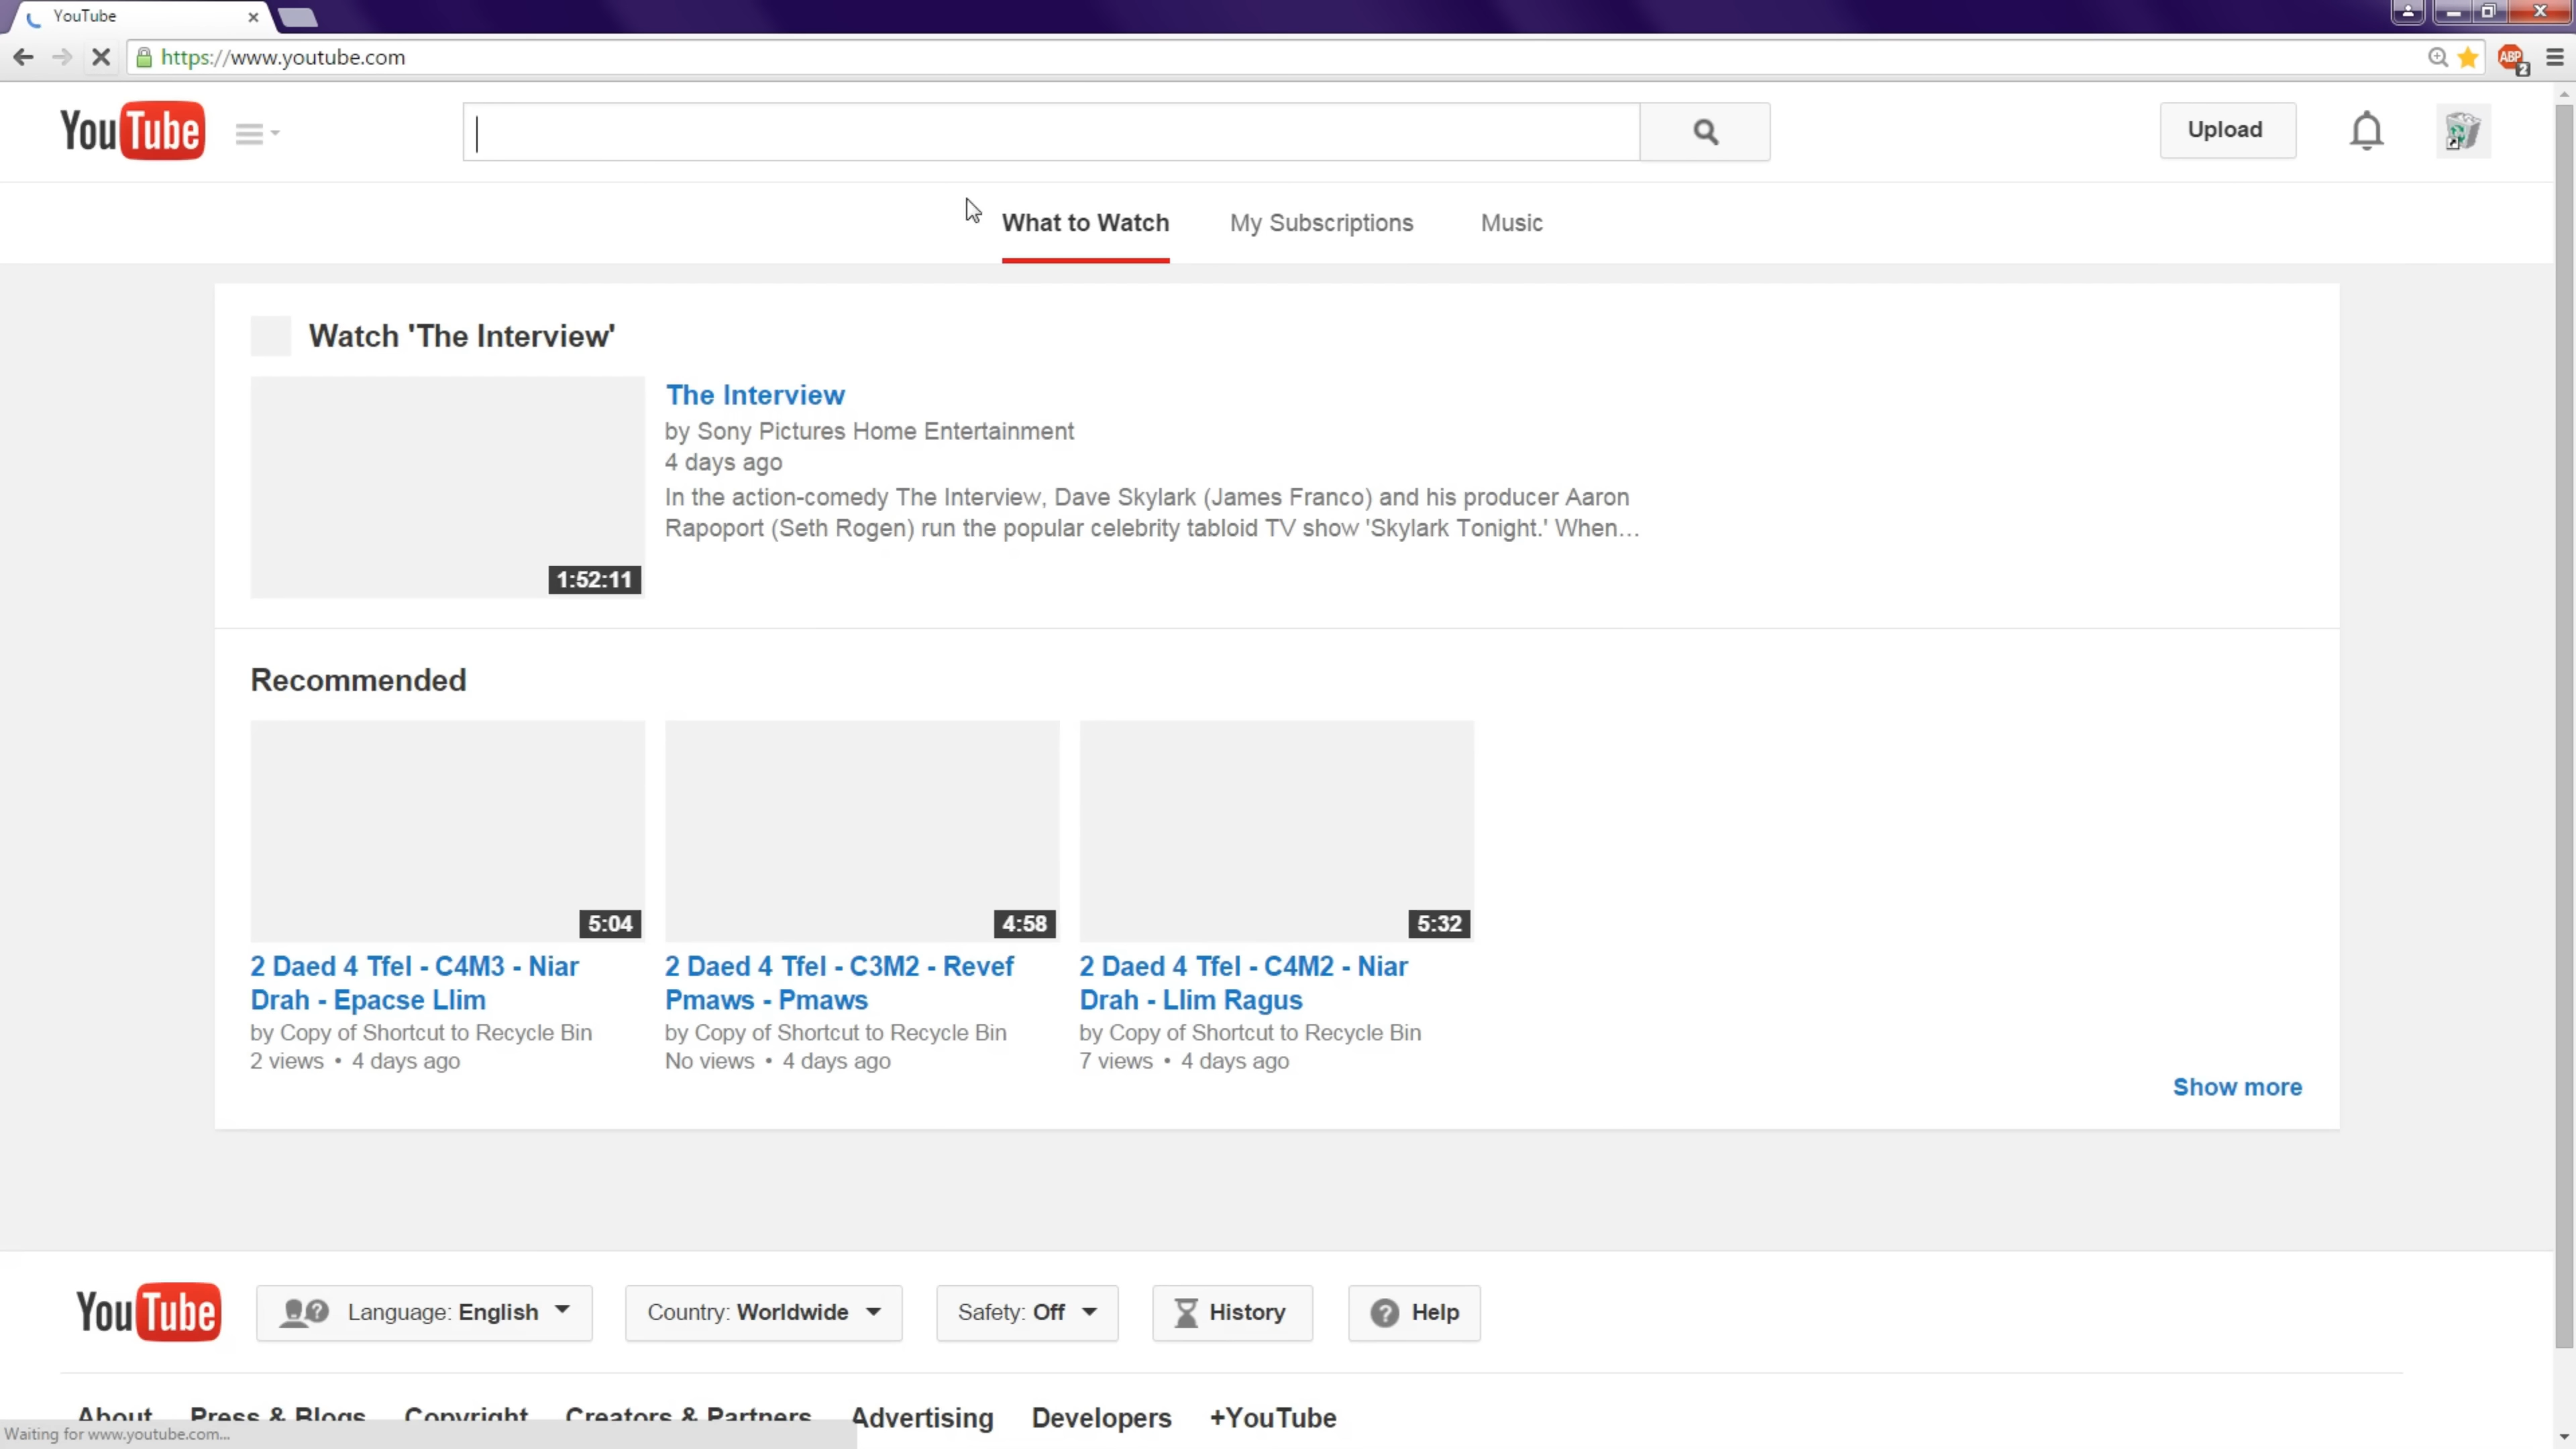 YouTube
https://www.youtube.com
ABP
2
YouTube
Upload
What to Watch
My Subscriptions
Music
Watch 'The Interview'
The Interview
by Sony Pictures Home Entertainment
4 days ago
In the action-comedy The Interview, Dave Skylark (James Franco) and his producer Aaron
Rapoport (Seth Rogen) run the popular celebrity tabloid TV show 'Skylark Tonight.' When...
1:52:11
Recommended
5:04
4:58
5:32
2 Daed 4 Tfel - C4M3 - Niar
Drah - Epacse Llim
by Copy of Shortcut to Recycle Bin
2 views • 4 days ago
2 Daed 4 Tfel - C3M2 - Revef
Pmaws - Pmaws
by Copy of Shortcut to Recycle Bin
No views • 4 days ago
2 Daed 4 Tfel - C4M2 - Niar
Drah - Llim Ragus
by Copy of Shortcut to Recycle Bin
7 views • 4 days ago
Show more
YouTube
Language: English
Country: Worldwide
Safety: Off
History
Help
About Press & Blogs Copyright Creators & Partners Advertising Developers +YouTube
Waiting for www.youtube.com...